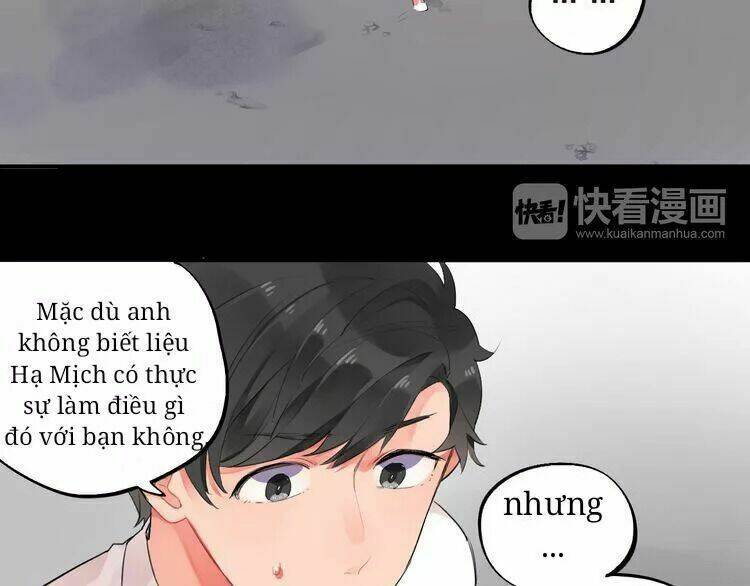 ... ...
快看!
快看漫画
www.kuaikanmanhua.com
Mặc dù anh
không biết liệu
Hạ Mịch có thực
sự làm điều gì
đó với bạn không
nhưng
...